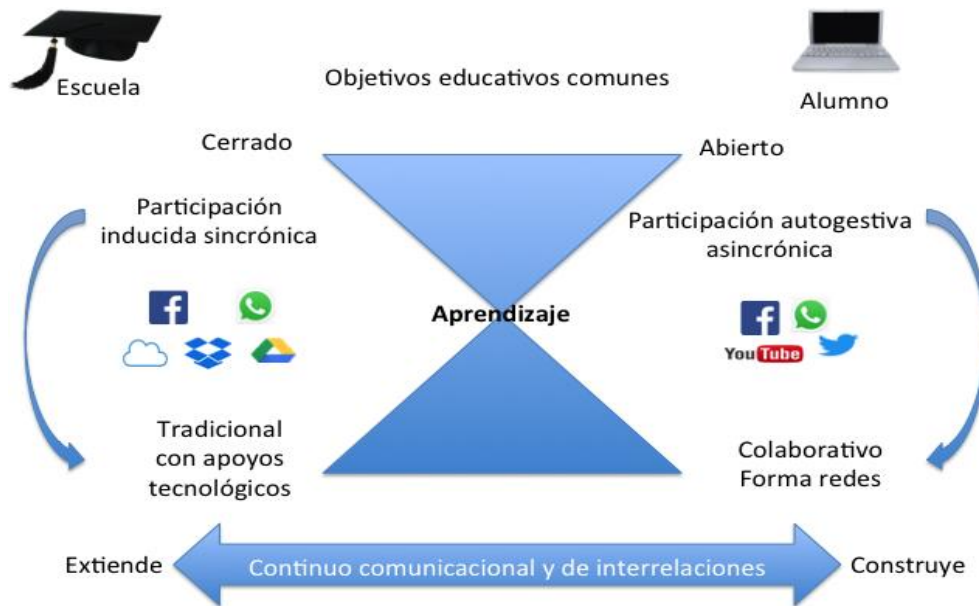 Escuela
Objetivos educativos comunes
Alumno
Cerrado
Abierto
Participación
inducida sincrónica
Participación autogestiva
asincrónica
Aprendizaje
YouTube
Tradicional
con apoyos
tecnológicos
Colaborativo
Forma redes
Extiende
Continuo comunicacional y de interrelaciones
Construye